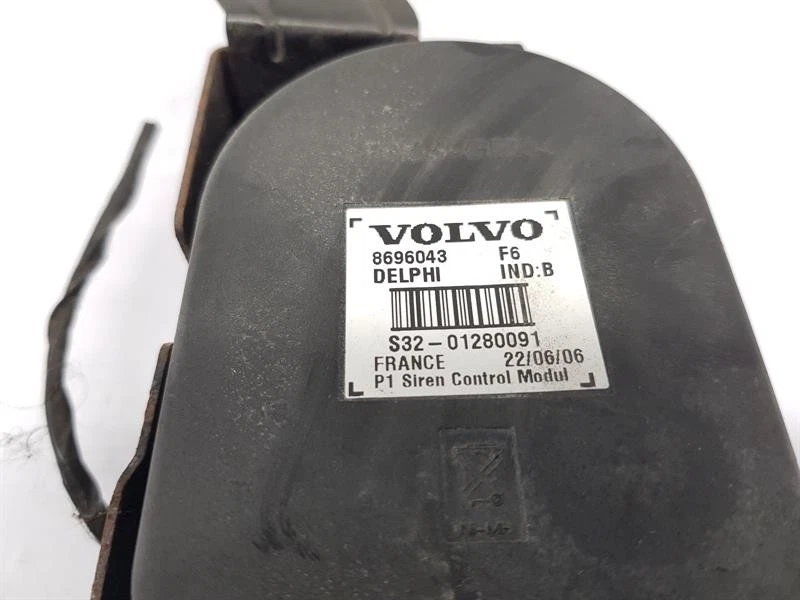 VOLVO
8696043 F6
DELPHI IND:B
S32-01280091
FRANCE 22/06/06
P1 Siren Control Modul